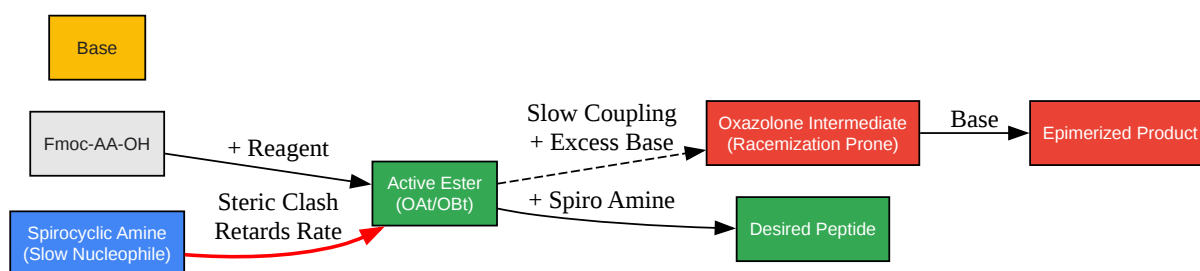 Base
Fmoc-AA-OH
+ Reagent
Spirocyclic Amine
(Slow Nucleophile)
Steric Clash
Retards Rate
Active Ester
(OAt/OBt)
Slow Coupling
+ Excess Base
+ Spiro Amine
Oxazolone Intermediate
(Racemization Prone)
Base
Epimerized Product
Desired Peptide